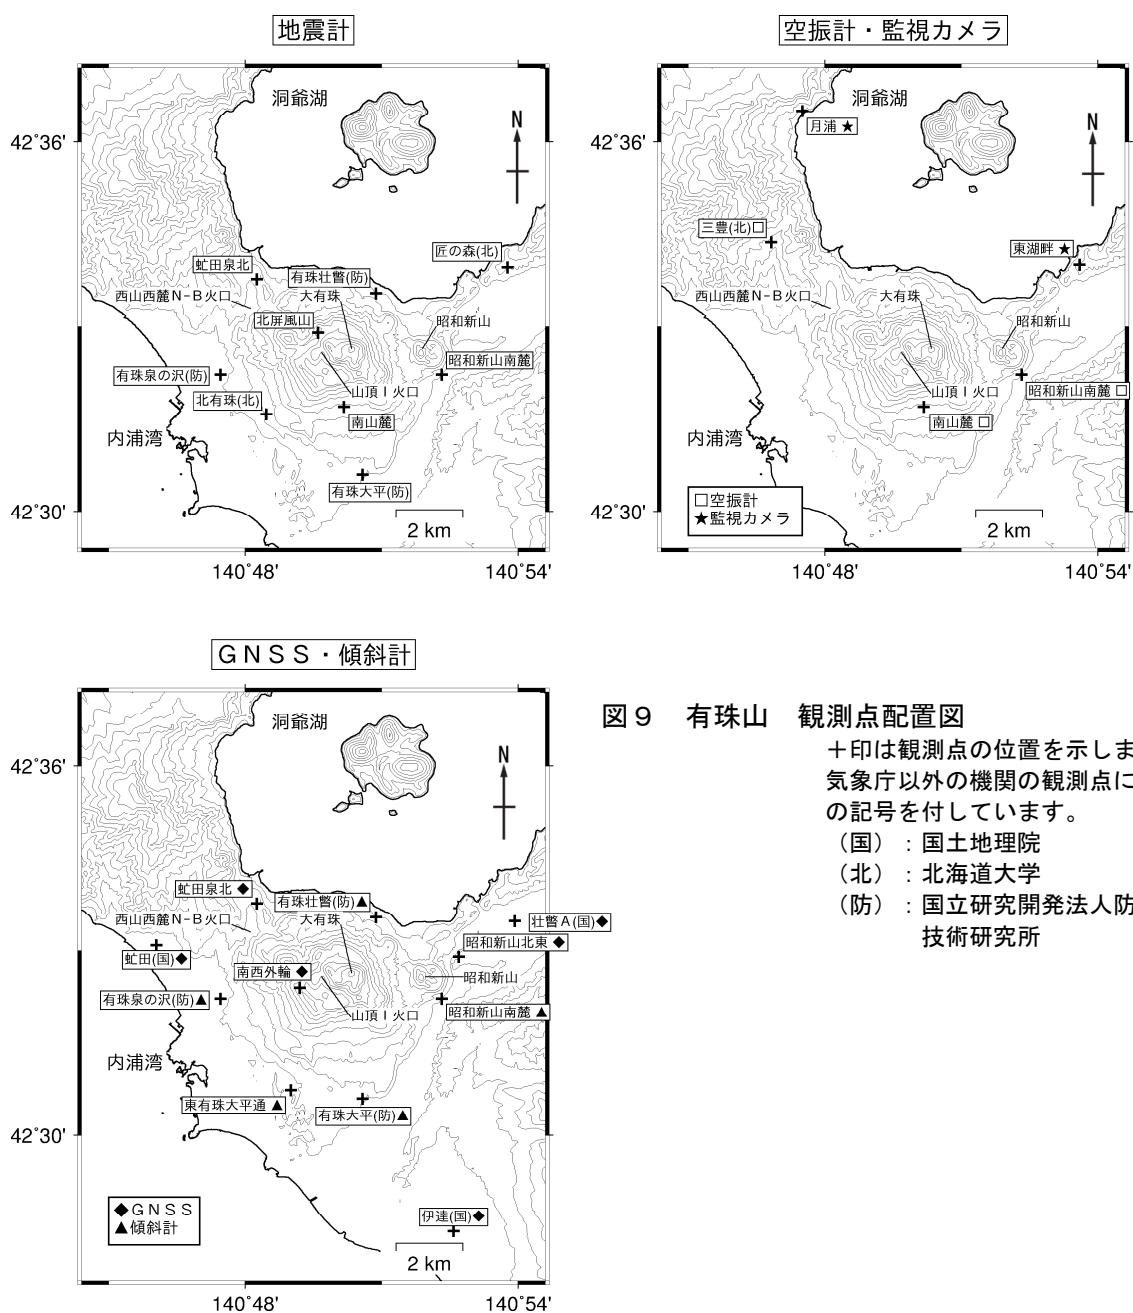 地震計
洞爺湖
N
42°36'
匠の森(北)
虻田泉北
有珠壮瞥(防)
西山西麓N-B火口
大有珠
北屏風山
昭和新山
昭和新山南麓
有珠泉の沢(防)
山頂I火口
北有珠(北)
南山麓
内浦湾
有珠大平(防)
42°30'
2 km
140°48'
140°54'
空振計・監視カメラ
洞爺湖
月浦 ★
N
42°36'
三豊(北)□
東湖畔 ★
西山西麓N-B火口
大有珠
昭和新山
山頂I火口
昭和新山南麓 □
南山麓 □
内浦湾
□空振計
★監視カメラ
42°30'
2 km
140°48'
140°54'
GNSS・傾斜計
洞爺湖
N
42°36'
虻田泉北 ◆
有珠壮瞥(防)▲
西山西麓N-B火口
大有珠
壮瞥A(国)◆
昭和新山北東 ◆
虻田(国)◆
南西外輪 ◆
昭和新山
有珠泉の沢(防)▲
山頂I火口
昭和新山南麓 ▲
内浦湾
東有珠大平通 ▲
有珠大平(防)▲
42°30'
◆GNSS
▲傾斜計
伊達(国)◆
2 km
140°48'
140°54'
図9 有珠山 観測点配置図
+印は観測点の位置を示しま
気象庁以外の機関の観測点に
の記号を付しています。
(国):国土地理院
(北):北海道大学
(防):国立研究開発法人防
技術研究所